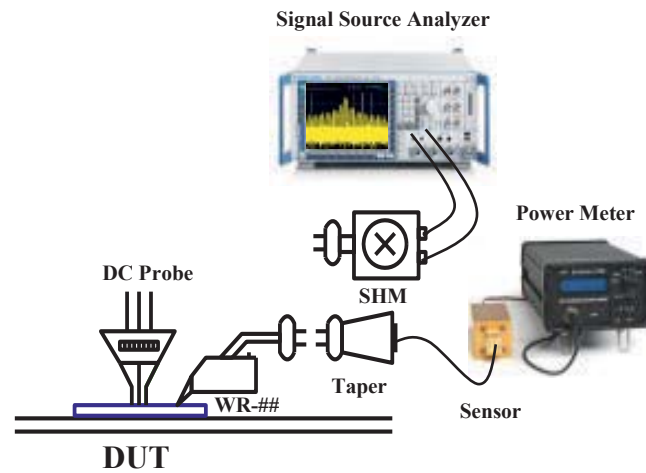 Signal Source Analyzer
Power Meter
DC Probe
SHM
Taper
WR-##
Sensor
DUT